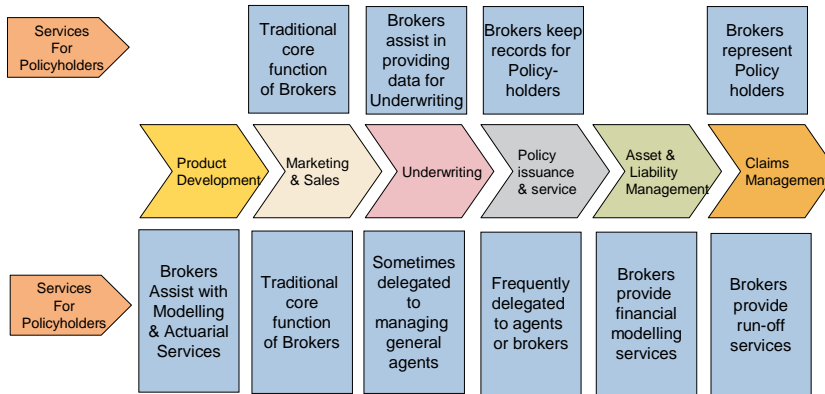 Services
For
Policyholders
Traditional
core
function
of Brokers
Brokers
assist in
providing
data for
Underwriting
Brokers keep
records for
Policy-
holders
Brokers
represent
Policy
holders
Product
Development
Marketing
& Sales
Underwriting
Policy
issuance
& service
Asset &
Liability
Management
Claims
Management
Services
For
Policyholders
Brokers
Assist with
Modelling
& Actuarial
Services
Traditional
core
function
of Brokers
Sometimes
delegated
to
managing
general
agents
Frequently
delegated
to agents
or brokers
Brokers
provide
financial
modelling
services
Brokers
provide
run-off
services